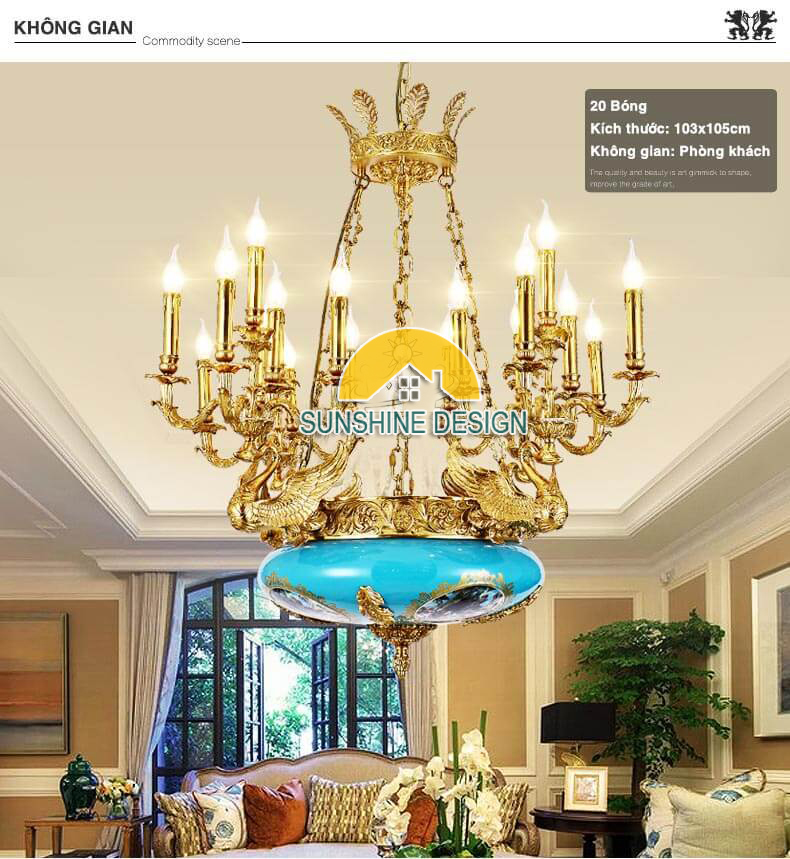 KHÔNG GIAN
Commodity scene
20 Bóng
Kích thước: 103x105cm
Không gian: Phòng khách
The quality and beauty is art gimmick to shape,
improve the grade of art.
SUNSHINE DESIGN